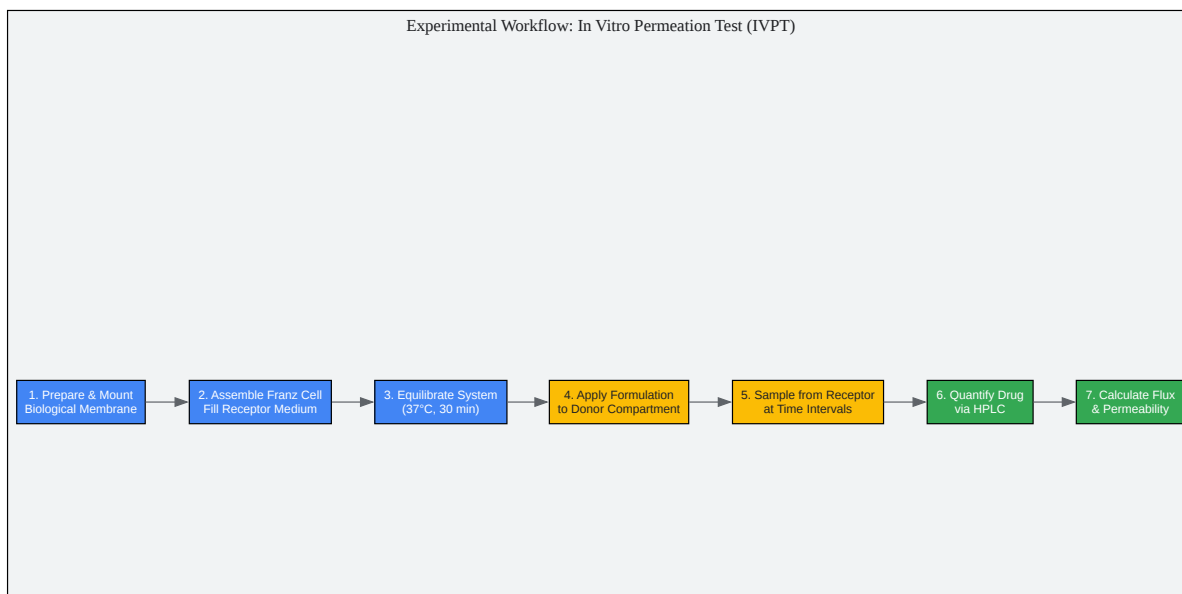 Experimental Workflow: In Vitro Permeation Test (IVPT)
1. Prepare & Mount
Biological Membrane
2. Assemble Franz Cell
Fill Receptor Medium
3. Equilibrate System
(37°C, 30 min)
4. Apply Formulation
to Donor Compartment
5. Sample from Receptor
at Time Intervals
6. Quantify Drug
via HPLC
7. Calculate Flux
& Permeability